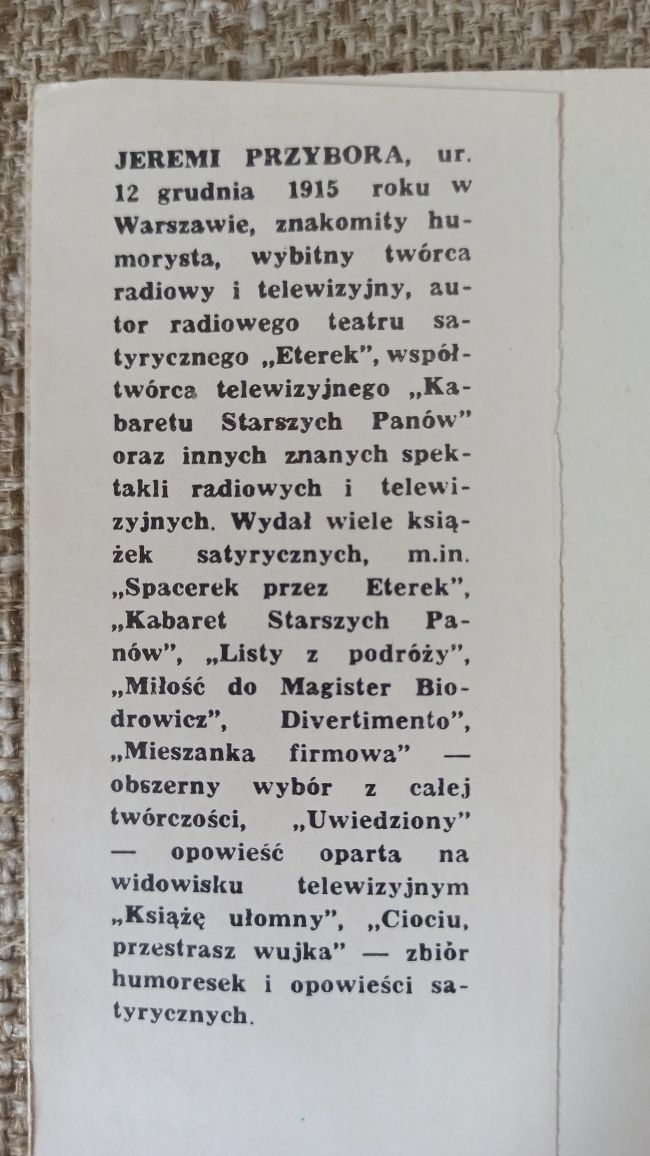 JEREMI PRZYBORA, ur.
12 grudnia 1915 roku w
Warszawie, znakomity hu-
morysta, wybitny twórca
radiowy i telewizyjny, au-
tor radiowego teatru sa-
tyrycznego „Eterek”, współ-
twórca telewizyjnego „Ka-
baretu Starszych Panów”
oraz innych znanych spek-
takli radiowych i telewi-
zyjnych. Wydał wiele ksią-
żek satyrycznych, m.in.
„Spacerek przez Eterek”,
„Kabaret Starszych Pa-
nów”, „Listy z podróży”,
„Miłość do Magister Bio-
drowicz”, Divertimento”,
„Mieszanka firmowa” —
obszerny wybór z całej
twórczości, „Uwiedziony”
— opowieść oparta na
widowisku telewizyjnym
„Książę ułomny”, „Ciociu,
przestrasz wujka” — zbiór
humoresek i opowieści sa-
tyrycznych.